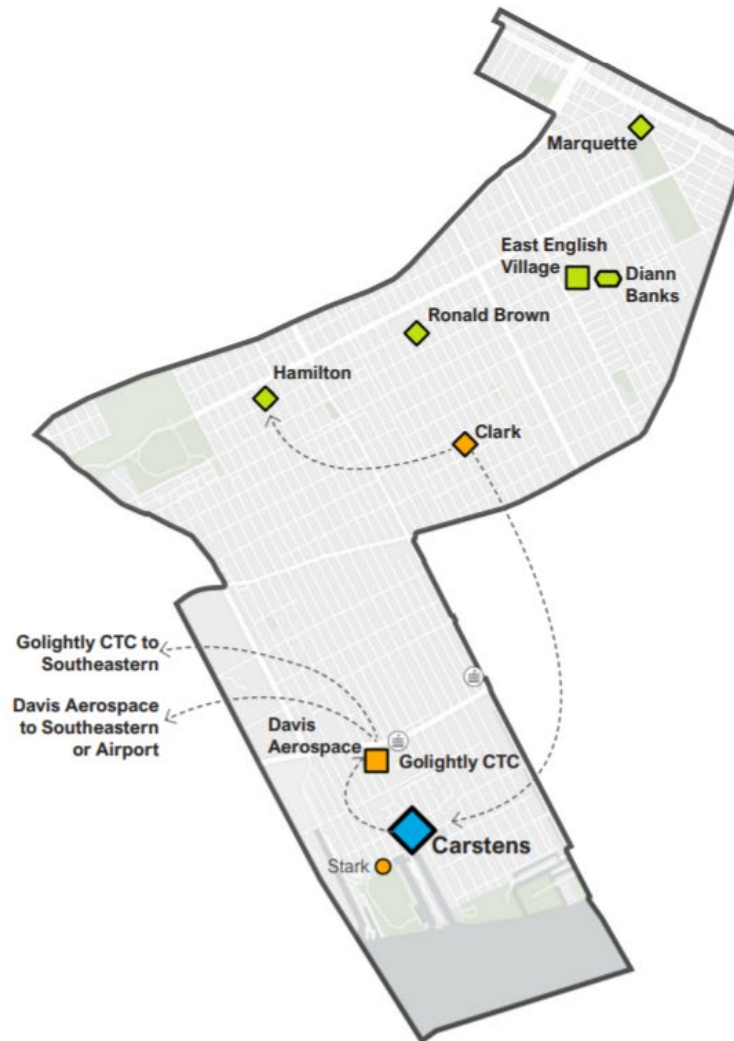 Marquette
East English
Village
Diann
Banks
Ronald Brown
Hamilton
Clark
Golightly CTC to
Southeastern
Davis Aerospace
to Southeastern
or Airport
Davis
Aerospace
Golightly CTC
Carstens
Stark